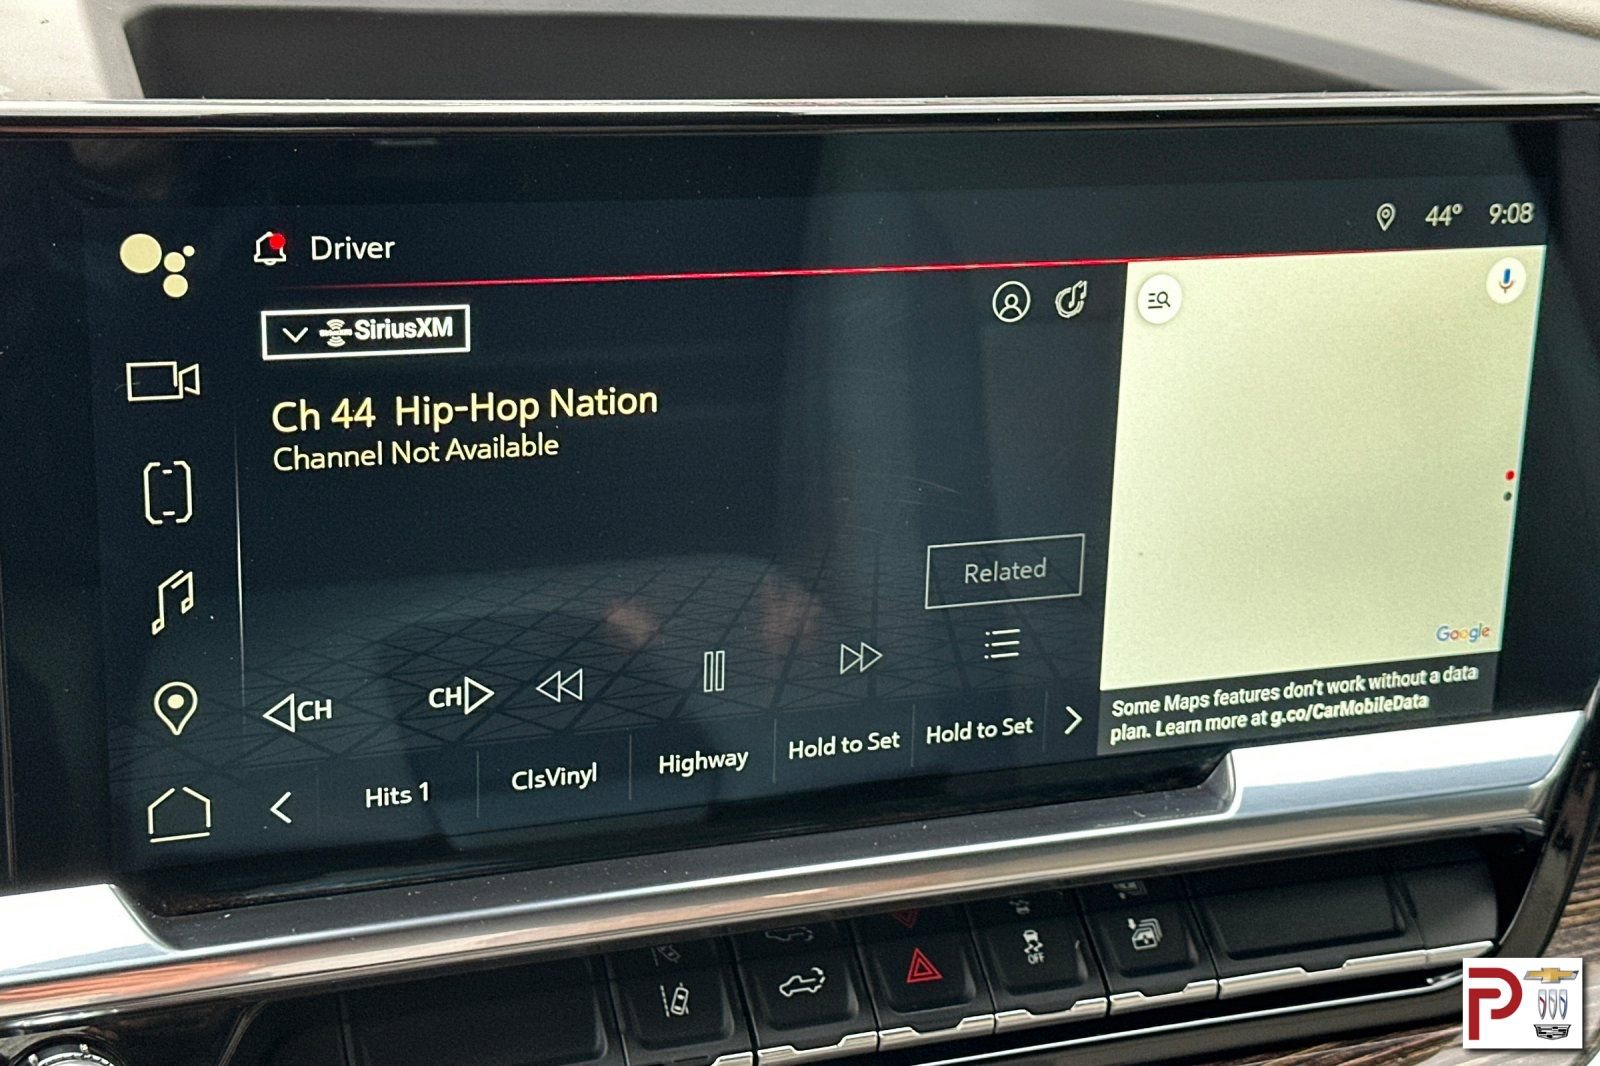 Driver
44° 9:08
SiriusXM
Ch 44 Hip-Hop Nation
Channel Not Available
Related
CH
CH
Hits 1
ClsVinyl
Highway
Hold to Set
Hold to Set
Google
Some Maps features don't work without a data
plan. Learn more at g.co/CarMobileData
OFF
P